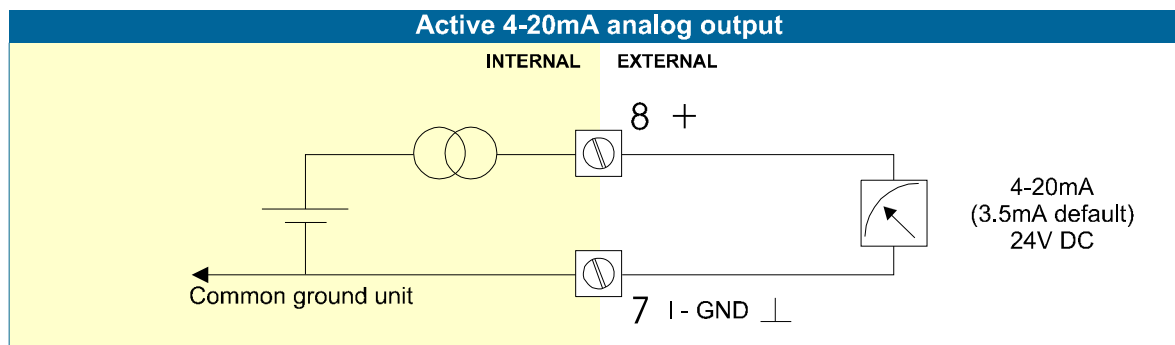 Active 4-20mA analog output
INTERNAL
EXTERNAL
8 +
4-20mA
(3.5mA default)
24V DC
Common ground unit
7 I - GND ⊥